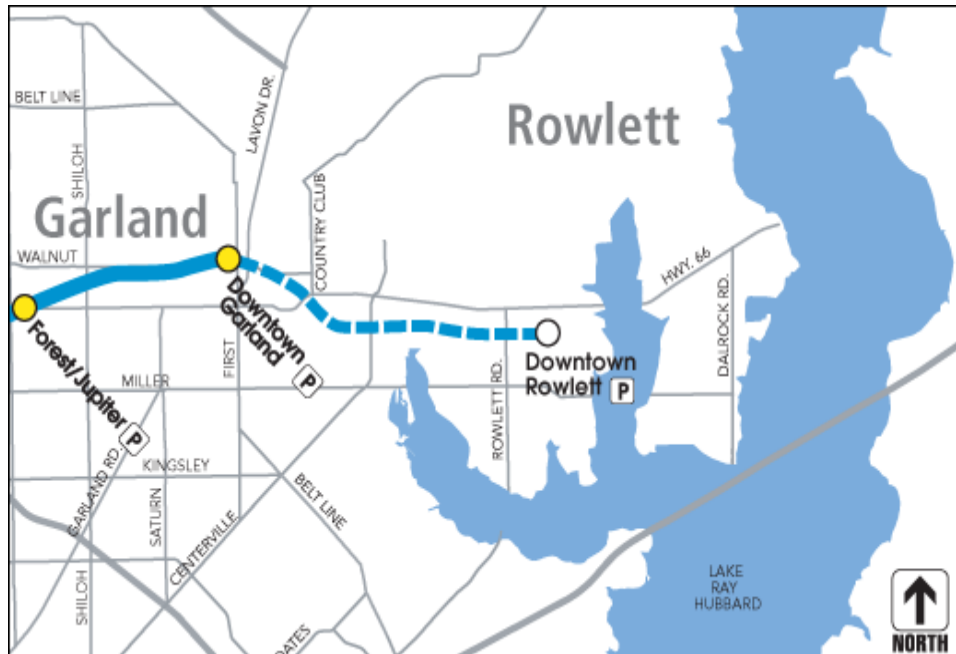 BELT LINE
LAVON DR.
SHILOH
Rowlett
Garland
COUNTRY CLUB
WALNUT
HWY. 66
DALROCK RD.
Downtown
Garland
P
Forest/Jupiter
P
FIRST
Downtown
Rowlett P
MILLER
ROWLETT RD.
KINGSLEY
GARLAND RD.
SATURN
CENTERVILLE
BELT LINE
SHILOH
OATES
LAKE
RAY
HUBBARD
NORTH